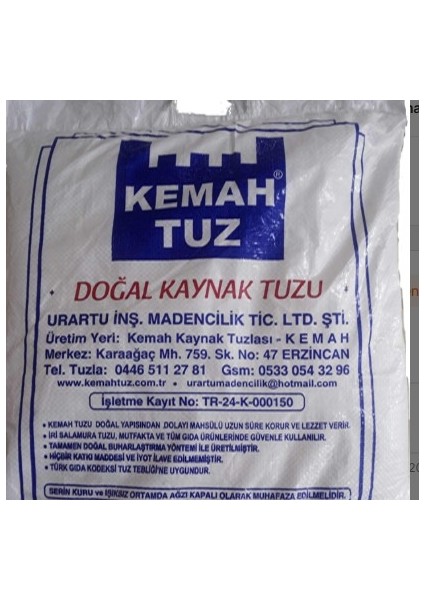 KEMAH®
TUZ
DOĞAL KAYNAK TUZU
URARTU İNŞ. MADENCİLİK TİC. LTD. ŞTİ.
Üretim Yeri: Kemah Kaynak Tuzlası - K E M A H
Merkez: Karaağaç Mh. 759. Sk. No: 47 ERZİNCAN
Tel. Tuzla: 0446 511 27 81 Gsm: 0533 054 32 96
www.kemahtuz.com.tr • urartumadencilik@hotmail.com
İşletme Kayıt No: TR-24-K-000150
• KEMAH TUZU DOĞAL YAPISINDAN DOLAYI MAHSÜLÜ UZUN SÜRE KORUR VE LEZZET VERİR.
• İRİ SALAMURA TUZU, MUTFAKTA VE TÜM GIDA ÜRÜNLERİNDE GÜVENLE KULLANILIR.
• TAMAMEN DOĞAL BUHARLAŞTIRMA YÖNTEMİ İLE ÜRETİLMİŞTİR.
• HİÇBİR KATKI MADDESİ VE İYOT İLAVE EDİLMEMİŞTİR.
• TÜRK GIDA KODEKSİ TUZ TEBLİĞİ'NE UYGUNDUR.
SERİN KURU ve IŞIKSIZ ORTAMDA AĞZI KAPALI OLARAK MUHAFAZA EDİLMELİDİR.